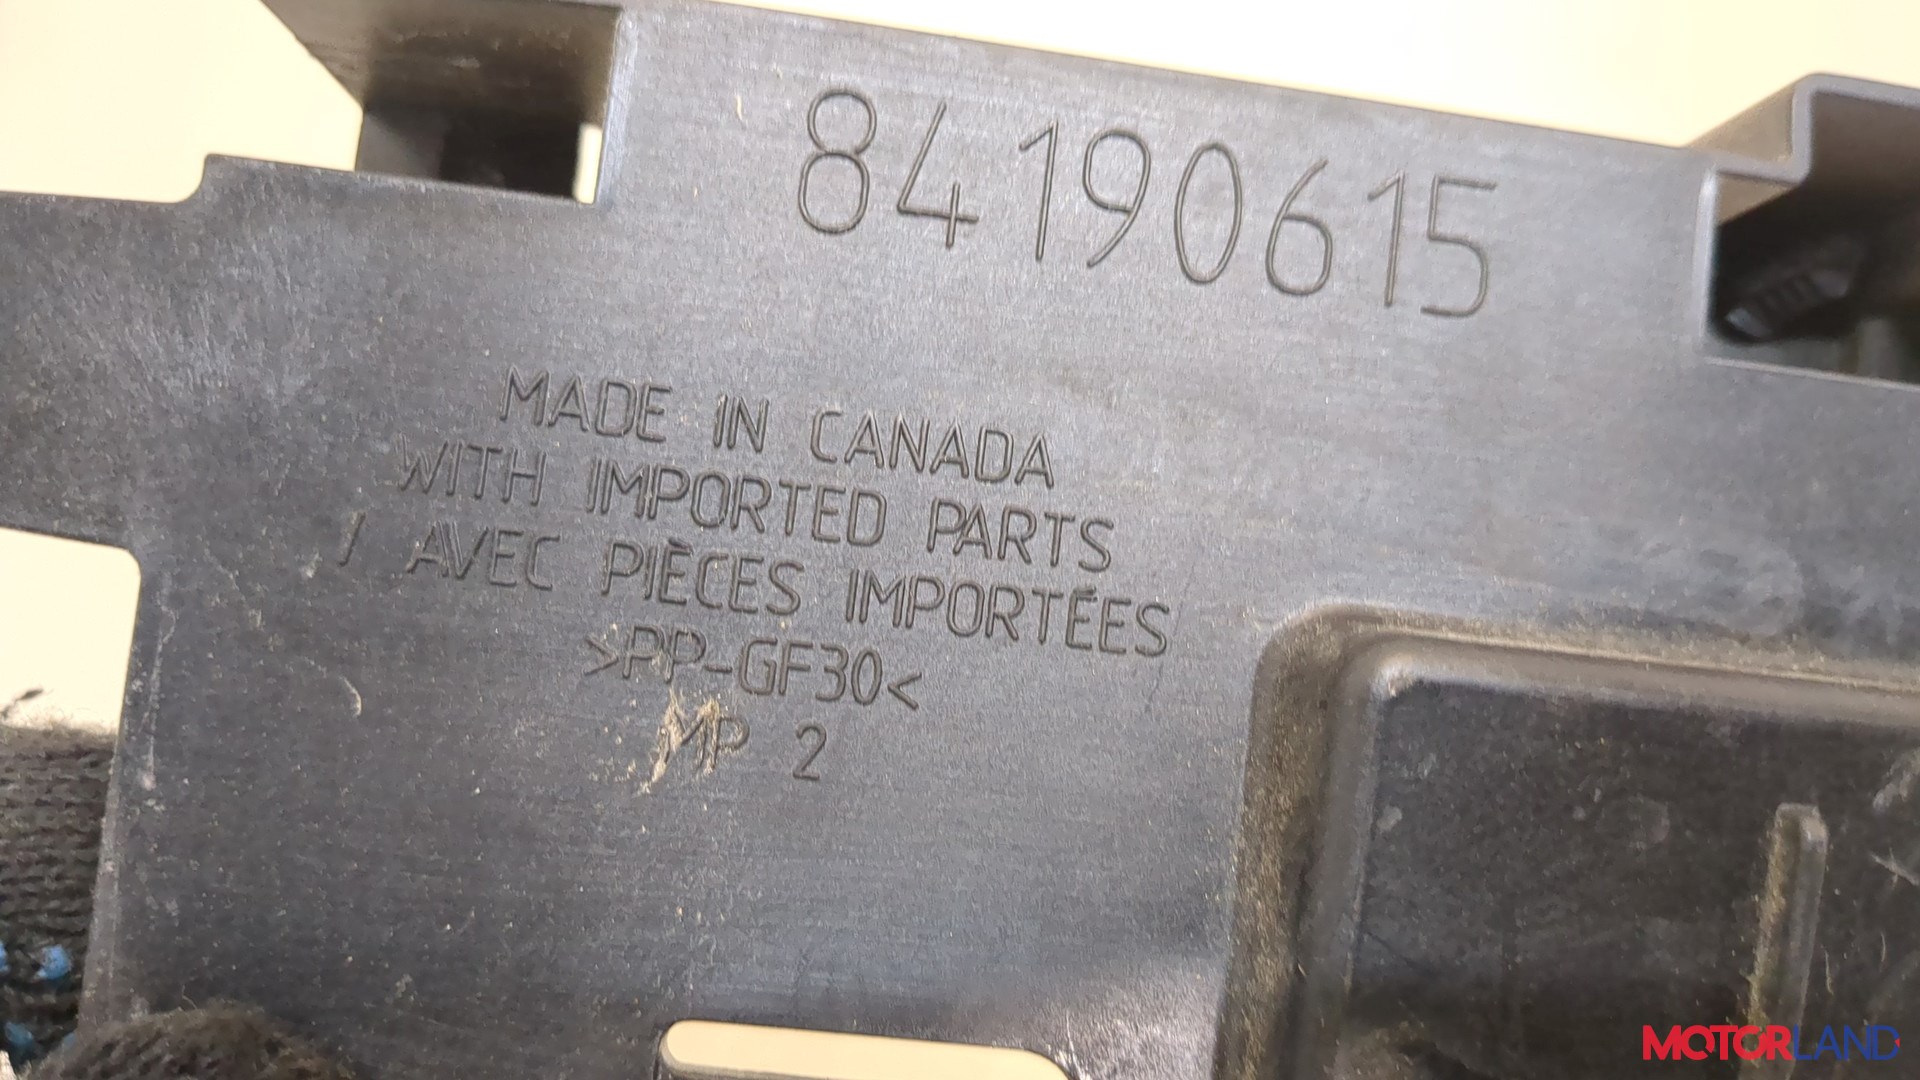 84190615
MADE IN CANADA
WITH IMPORTED PARTS
/ AVEC PIÈCES IMPORTÉES
>PP-GF30<
MP 2
MOTORLAND